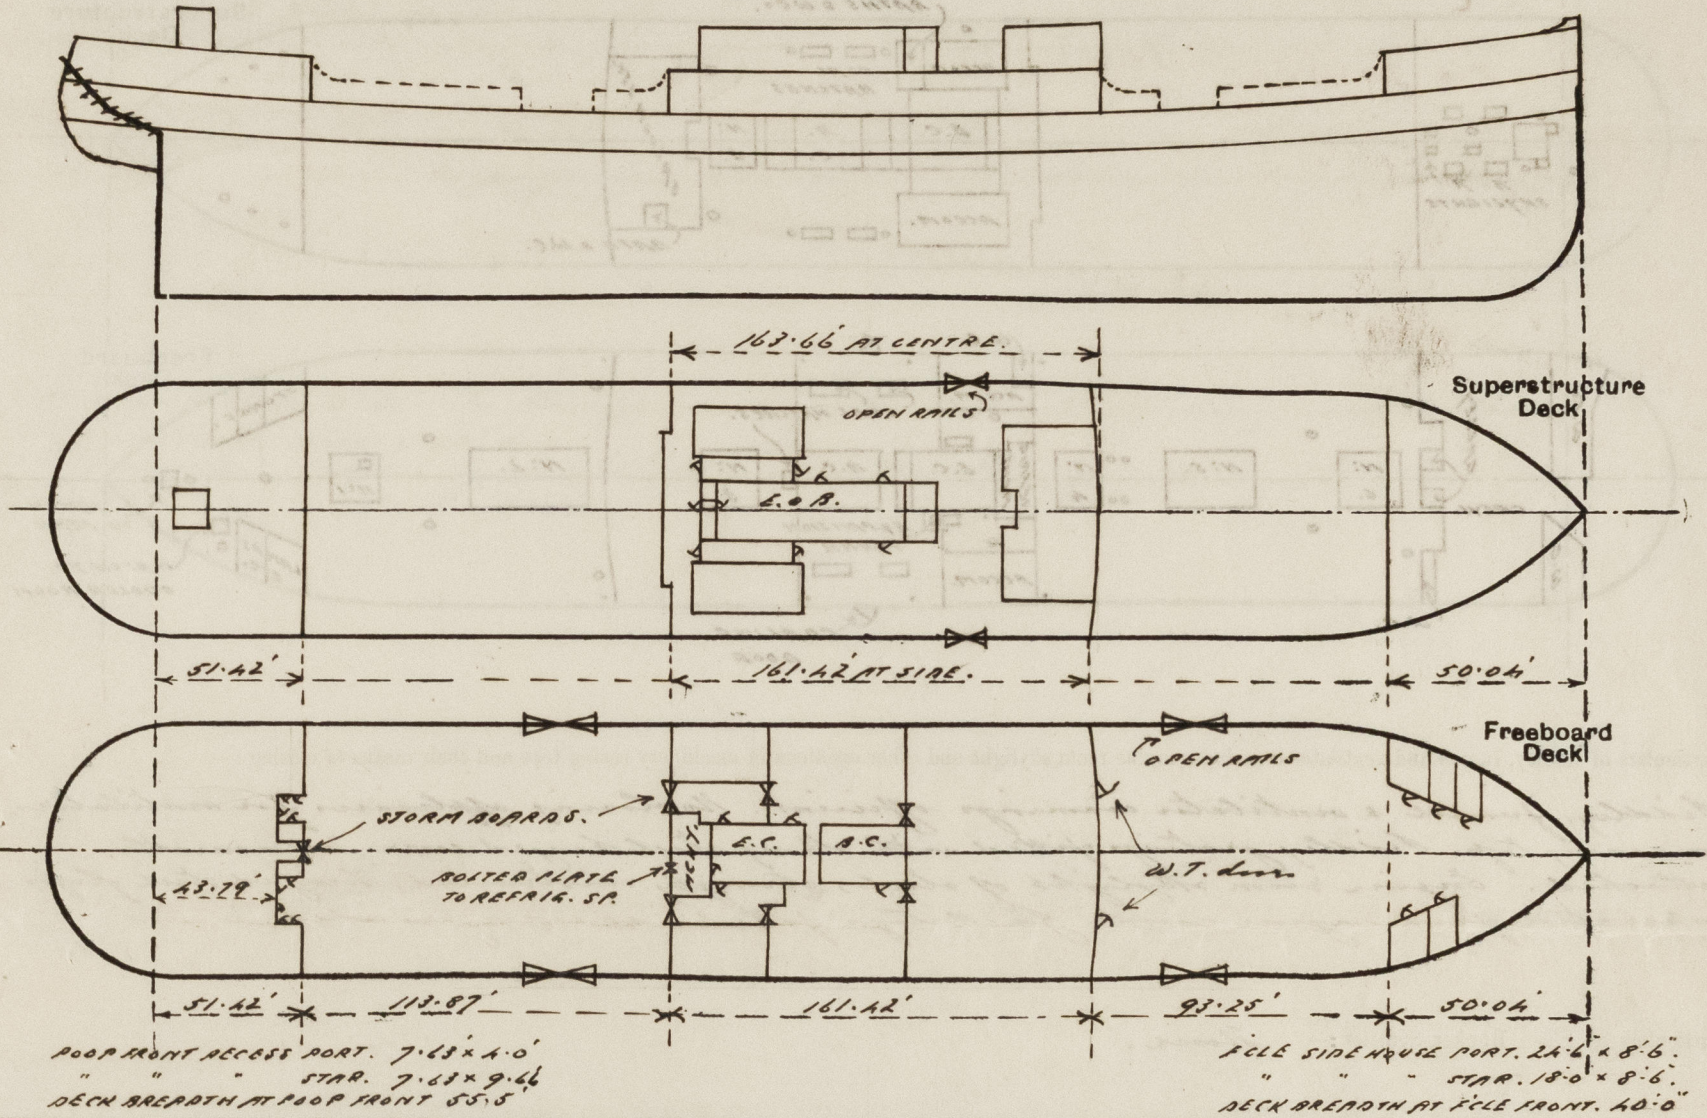 163·66' AT CENTRE.
Superstructure
Deck
OPEN RAILS
E. & B.
51·42'
161·42' AT SIDE.
50·04'
Freeboard
Deck
OPEN RAILS
STORM BOARDS.
E.C.
B.C.
MCHY.
BOLTED PLATE
TO REFRIG. SP.
W.T. doors
43·79'
51·42'
113·87'
161·42'
93·25'
50·04'
POOP FRONT RECESS PORT. 7·63' x 4·0'
" " " STAR. 7·63' x 9·66'
DECK BREADTH AT POOP FRONT 55·5'
F'CLE SIDE HOUSE PORT. 24'·6" x 8'·6".
" " " STAR. 18'·0" x 8'·6".
DECK BREADTH AT F'CLE FRONT. 40'·0"